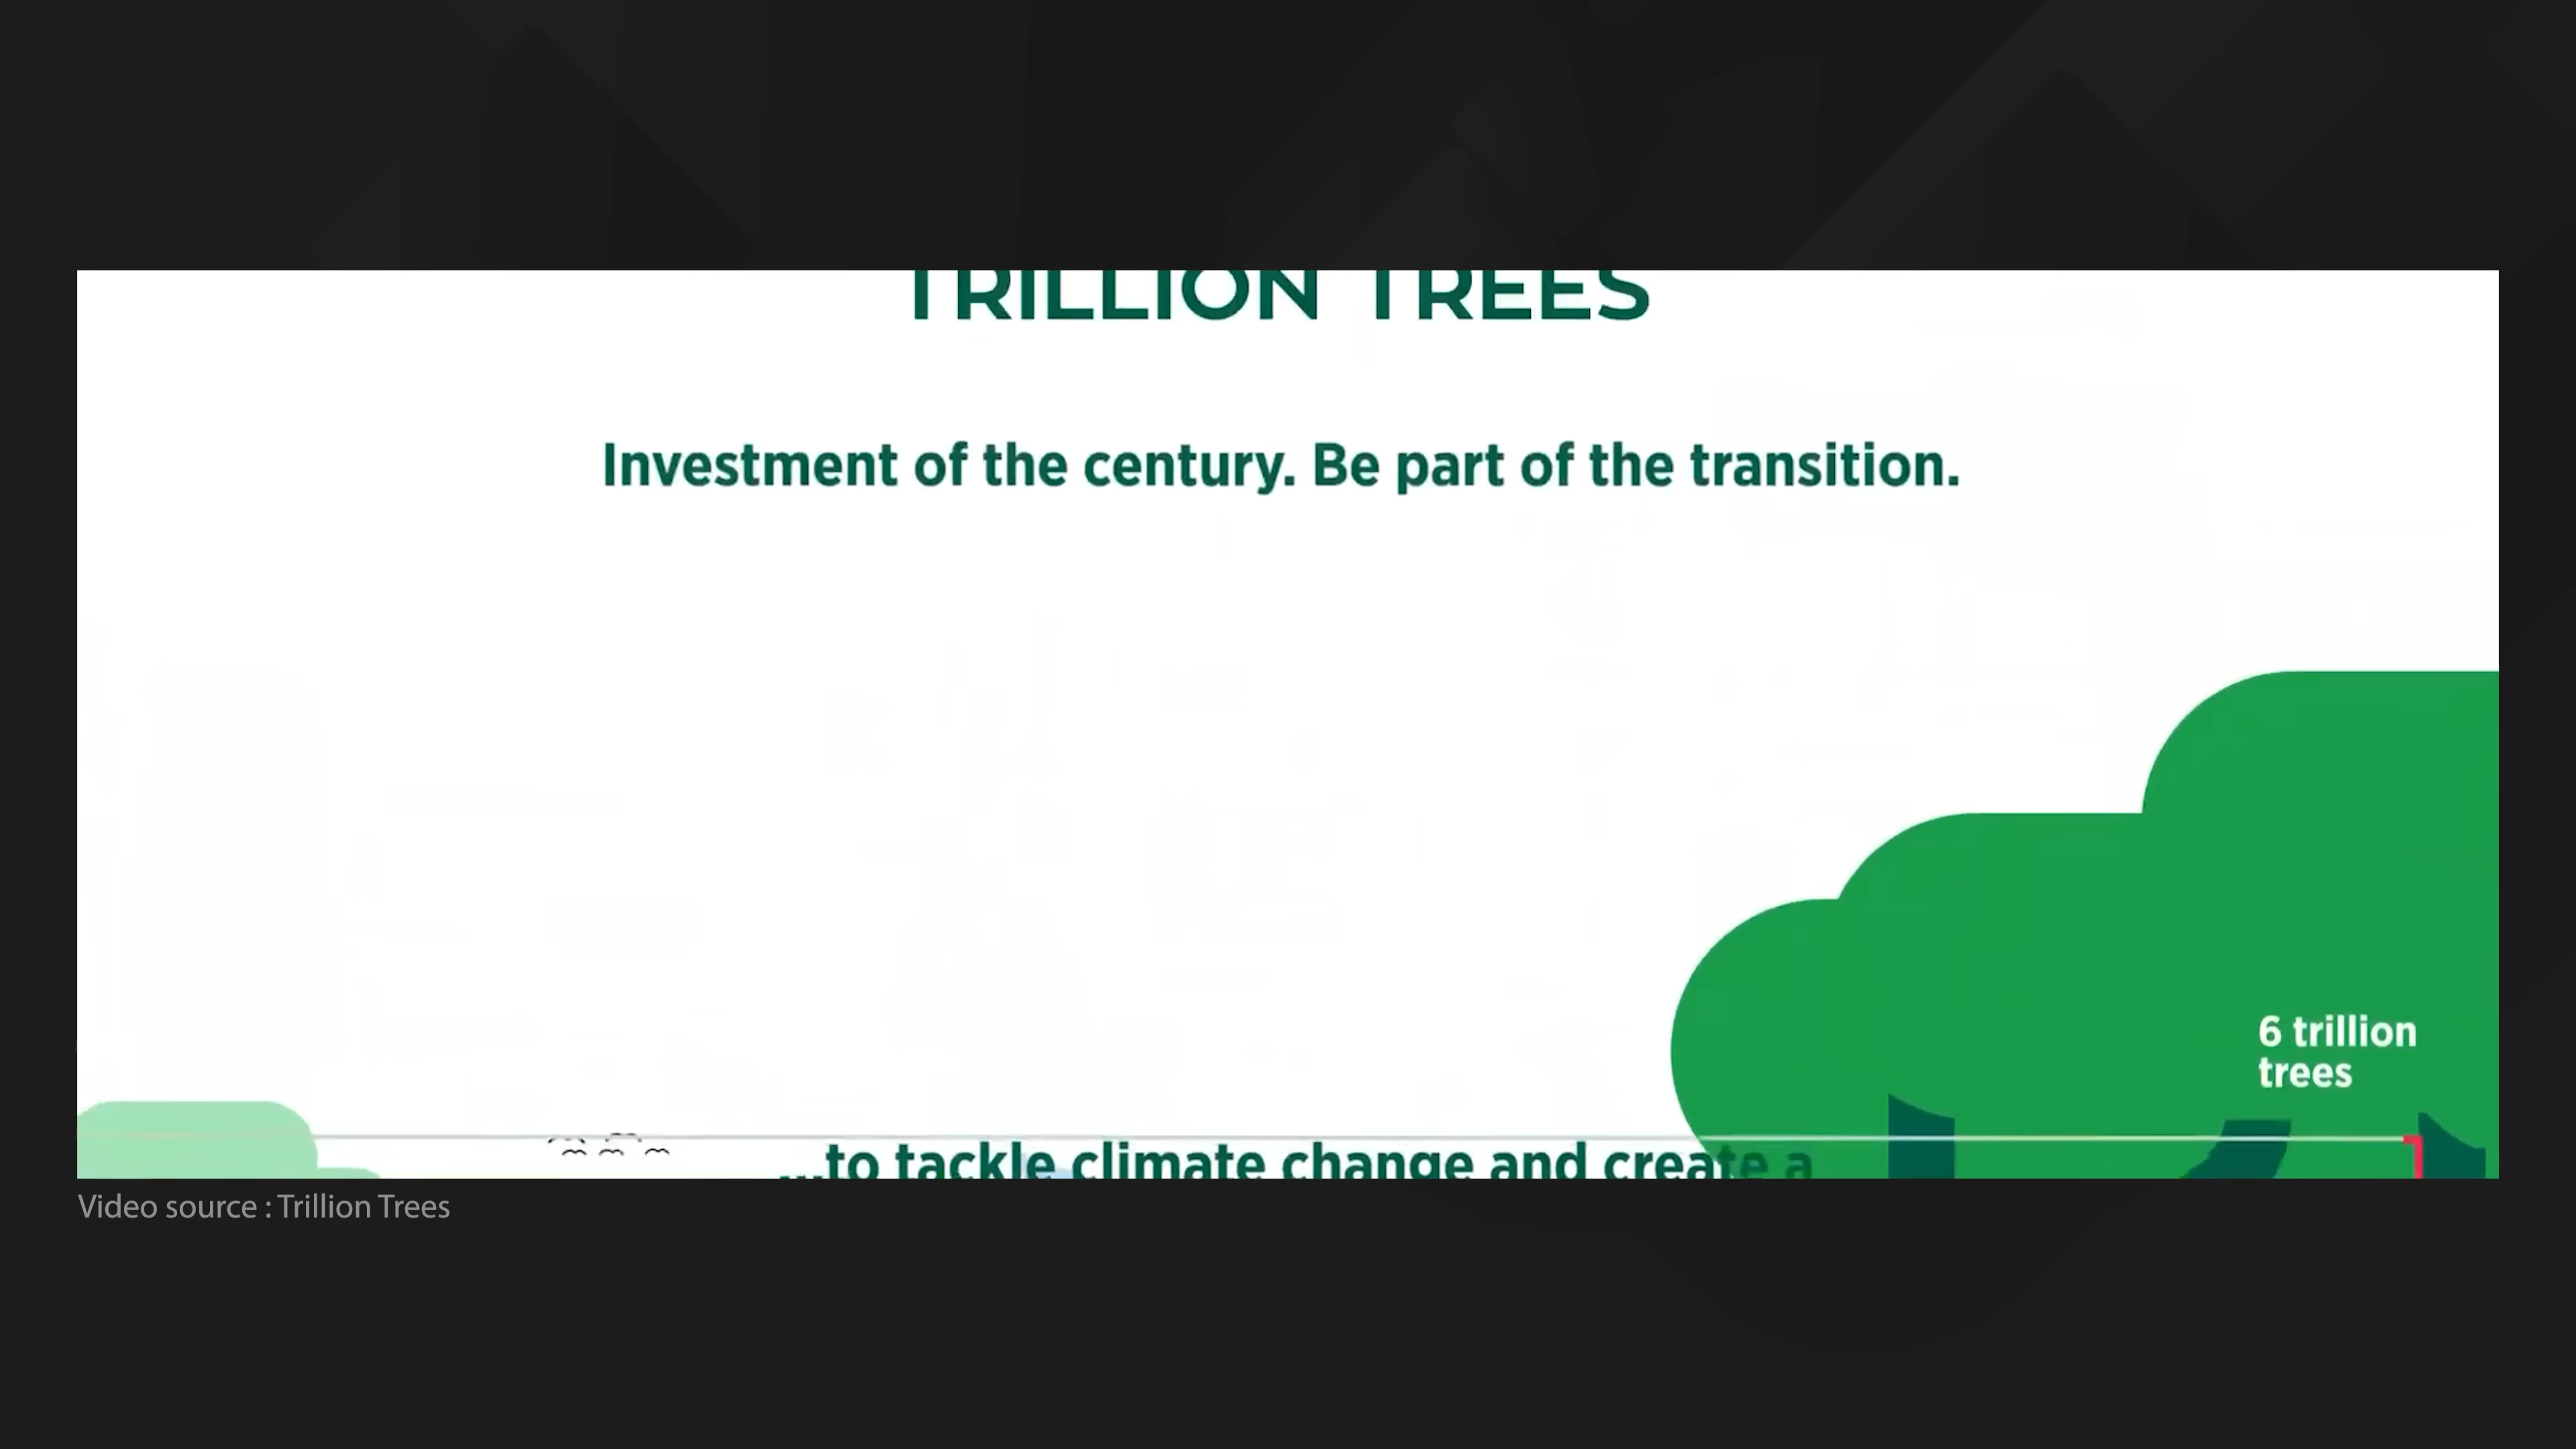 TRILLION TREES
Investment of the century. Be part of the transition.
6 trillion
trees
...to tackle climate change and create a
Video source : Trillion Trees